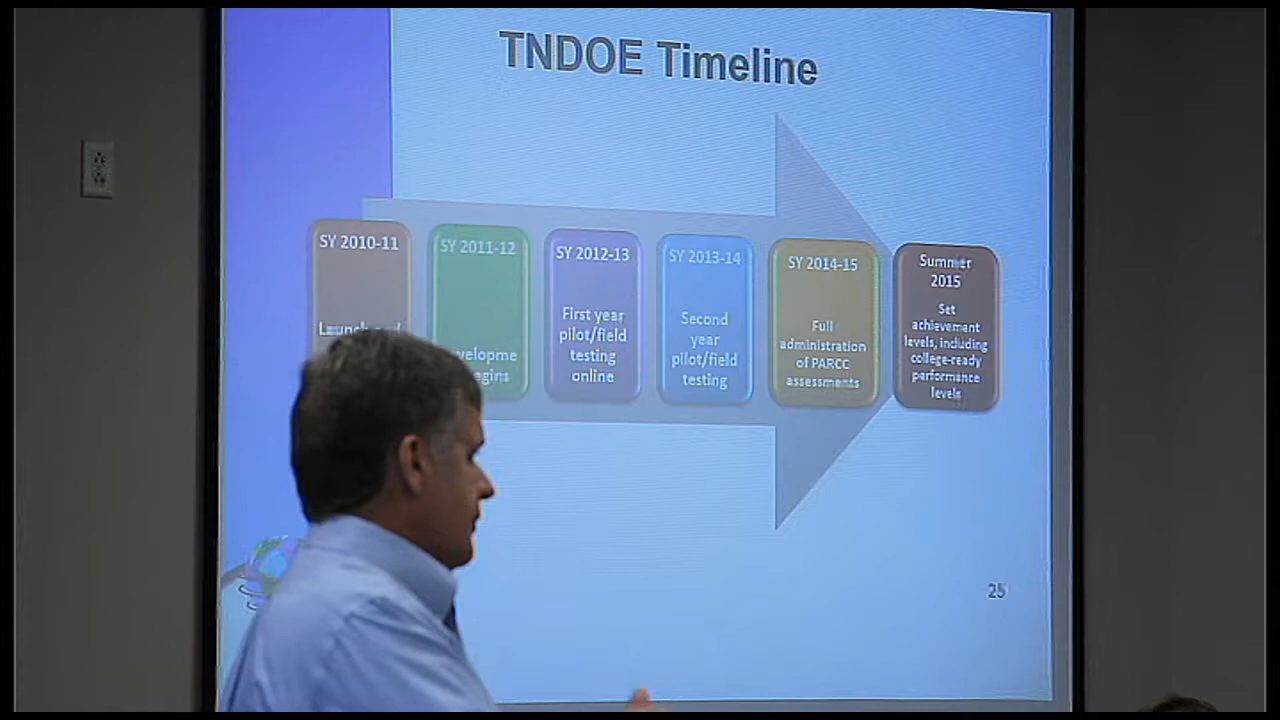 TNDOE Timeline
SY 2010-11
SY 2011-12
velopme
egins
SY 2012-13
First year
pilot/field
testing
online
SY 2013-14
Second
year
pilot/field
testing
SY 2014-15
Full
administration
of PARCC
assessments
Summer
2015
Set
achievement
levels, including
college-ready
performance
levels
25